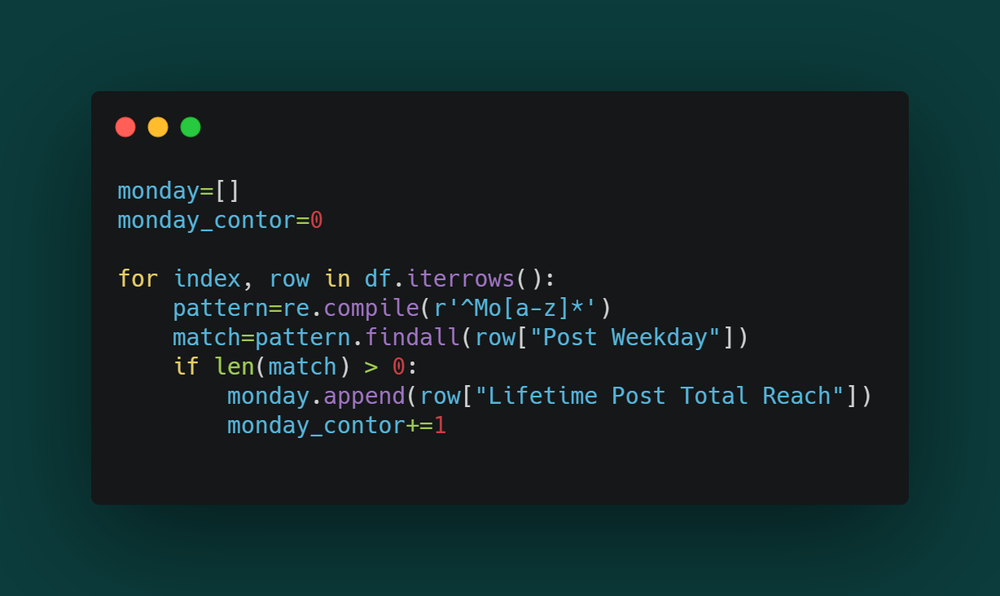 monday=[]
monday_contor=0
for index, row in df.iterrows():
    pattern=re.compile(r'^Mo[a-z]*')
    match=pattern.findall(row["Post Weekday"])
    if len(match) > 0:
        monday.append(row["Lifetime Post Total Reach"])
        monday_contor+=1